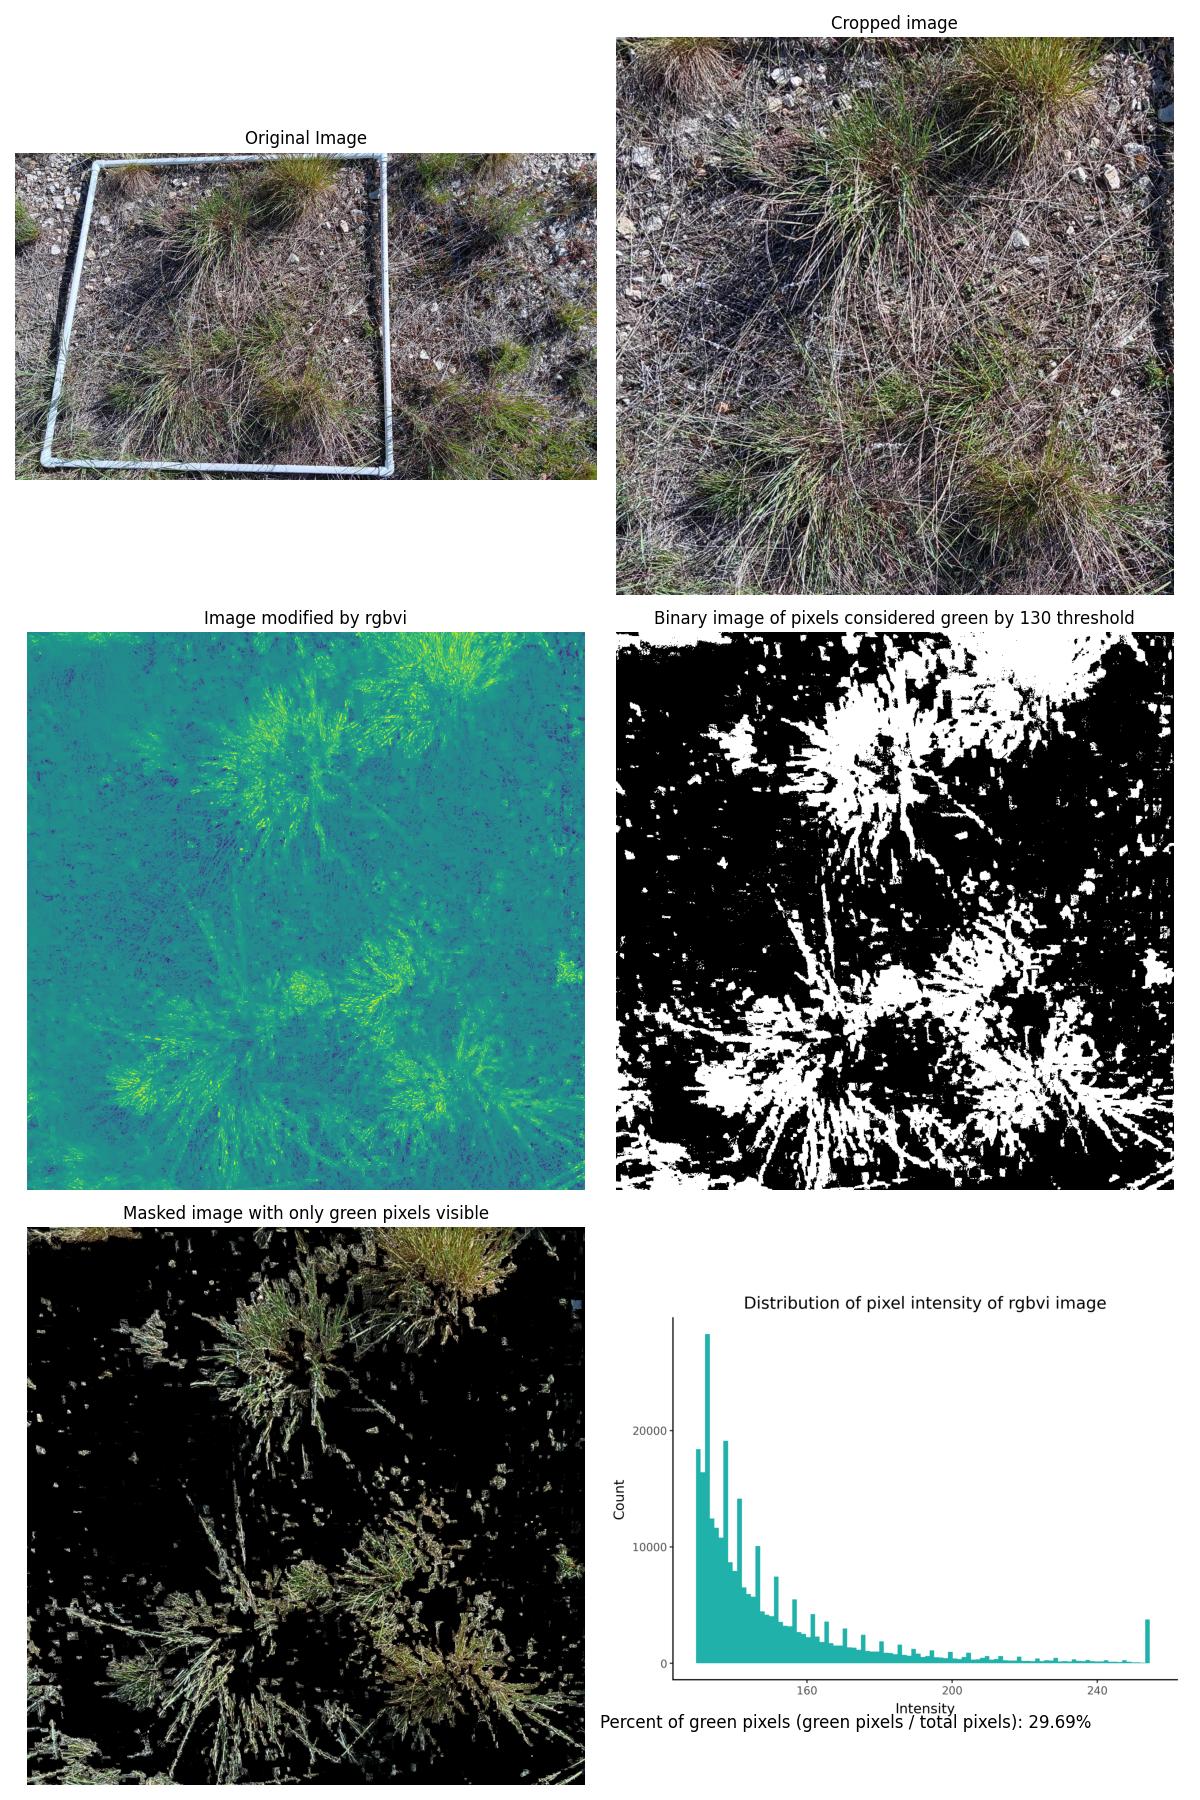 Cropped image
Original Image
Image modified by rgbvi
Binary image of pixels considered green by 130 threshold
Masked image with only green pixels visible
Distribution of pixel intensity of rgbvi image
20000
10000
0
Count
160
200
240
Intensity
Percent of green pixels (green pixels / total pixels): 29.69%